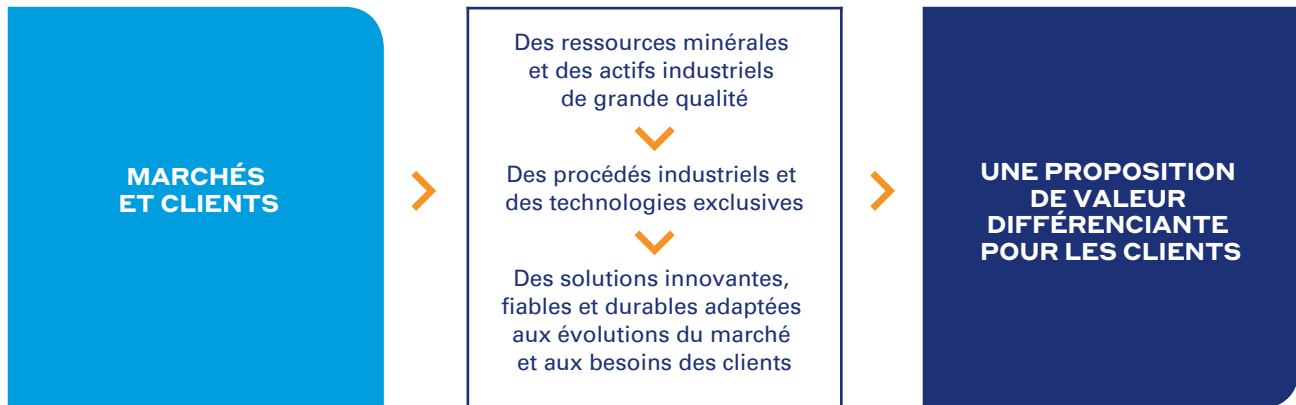 MARCHÉS
ET CLIENTS
Des ressources minérales
et des actifs industriels
de grande qualité
Des procédés industriels et
des technologies exclusives
Des solutions innovantes,
fiables et durables adaptées
aux évolutions du marché
et aux besoins des clients
UNE PROPOSITION
DE VALEUR
DIFFÉRENCIANTE
POUR LES CLIENTS